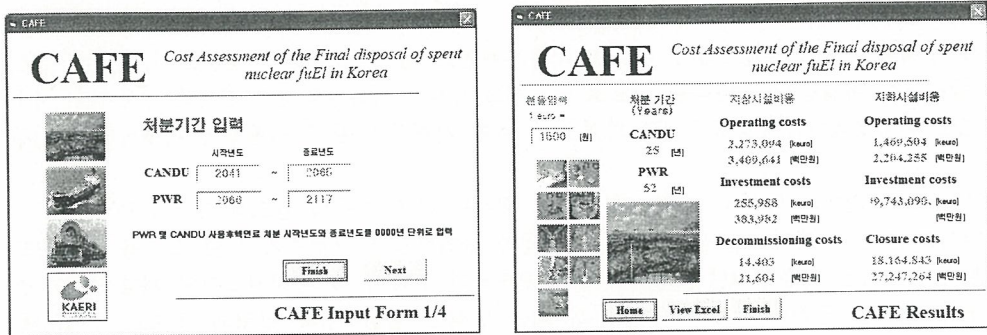 CAFE
CAFE
Cost Assessment of the Final disposal of spent
nuclear fuEl in Korea
처분기간 입력
시작년도 종료년도
CANDU 2041 ~ 2065
PWR 2066 ~ 2117
PWR 및 CANDU 사용후핵연료 처분 시작년도와 종료년도를 0000년 단위로 입력
KAERI
Finish Next
CAFE Input Form 1/4
CAFE
CAFE
Cost Assessment of the Final disposal of spent
nuclear fuEl in Korea
환율입력
1 euro =
1500 [원]
처분 기간
(Years)
CANDU
25 [년]
PWR
52 [년]
지상시설비용
Operating costs
2,273,094 [keuro]
3,409,641 [백만원]
Investment costs
255,988 [keuro]
383,982 [백만원]
Decommissioning costs
14,403 [keuro]
21,604 [백만원]
지하시설비용
Operating costs
1,469,504 [keuro]
2,204,255 [백만원]
Investment costs
[keuro]
[백만원]
Closure costs
18,164,843 [keuro]
27,247,264 [백만원]
Home View Excel Finish
CAFE Results